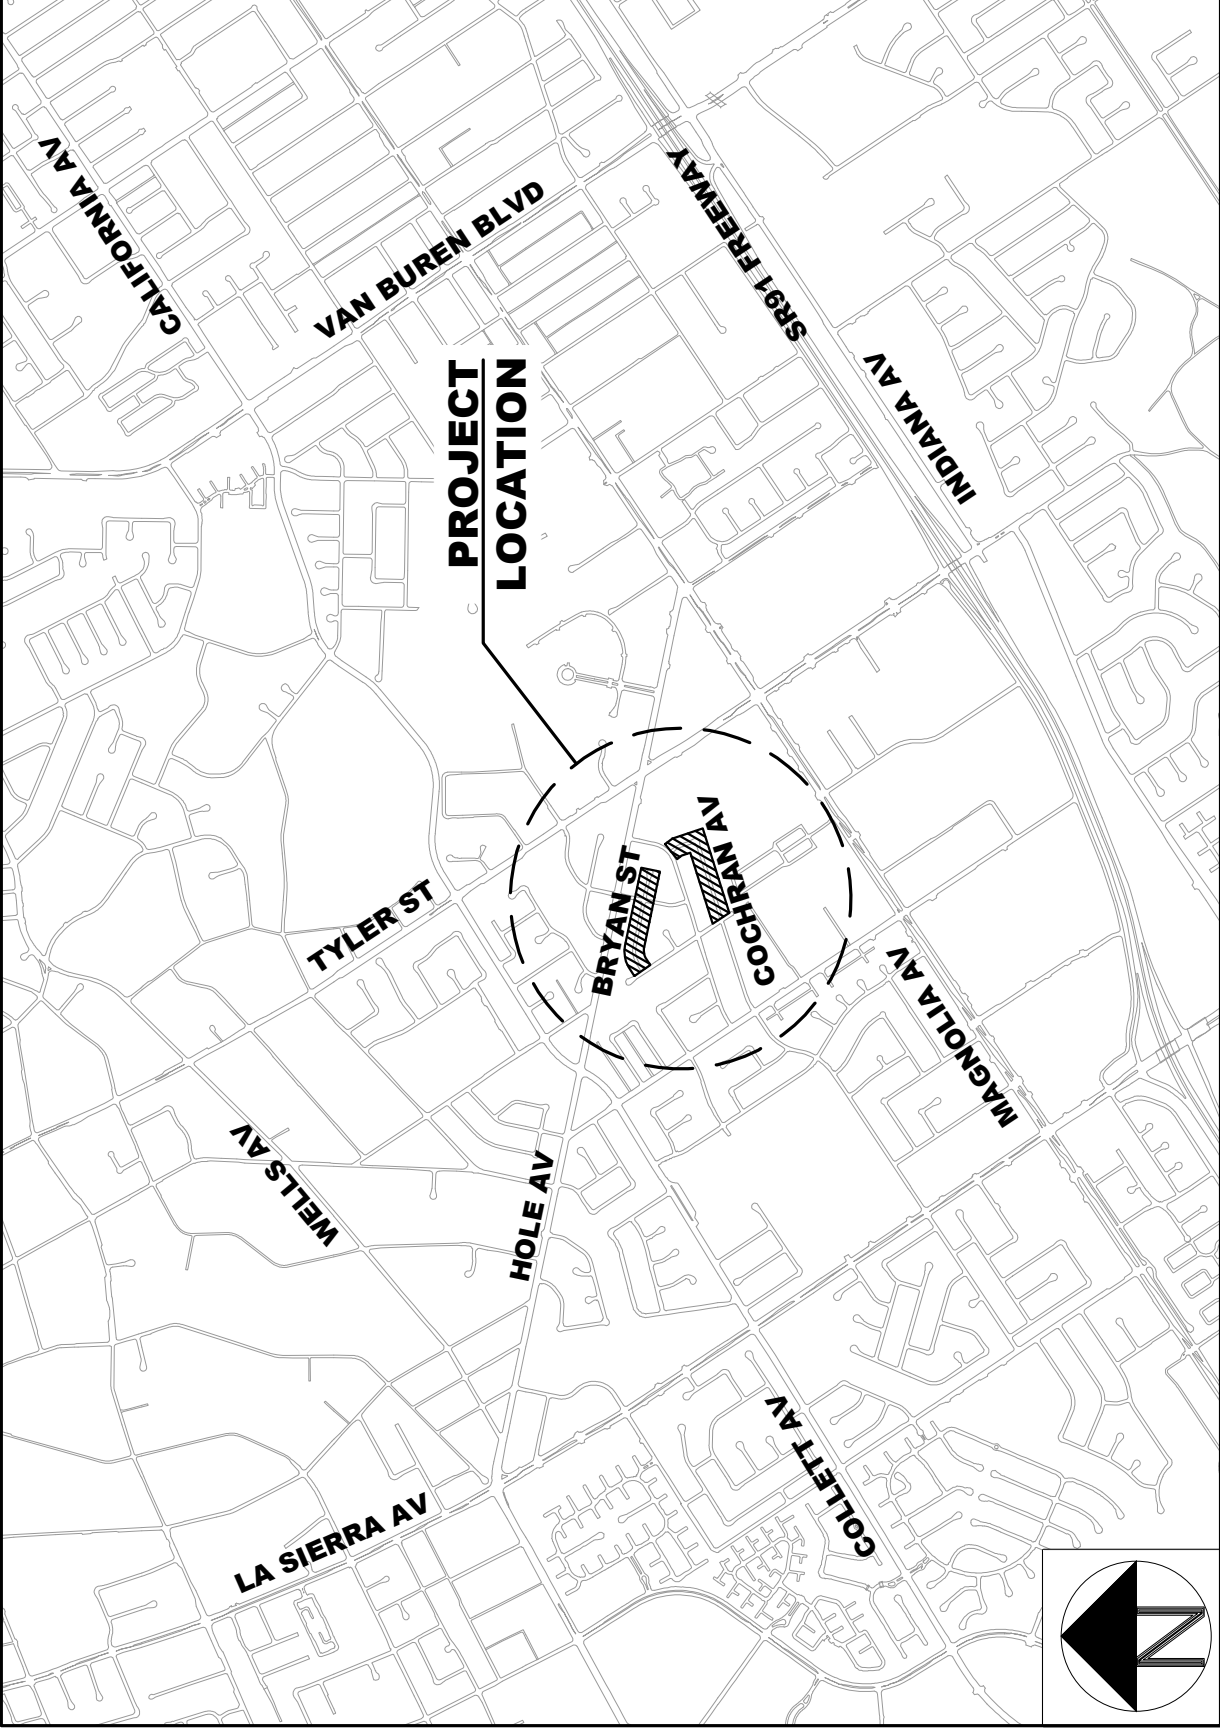 CALIFORNIA AV
VAN BUREN BLVD
SR91 FREEWAY
INDIANA AV
PROJECT
LOCATION
TYLER ST
BRYAN ST
COCHRAN AV
MAGNOLIA AV
WELLS AV
HOLE AV
COLLETT AV
LA SIERRA AV
N